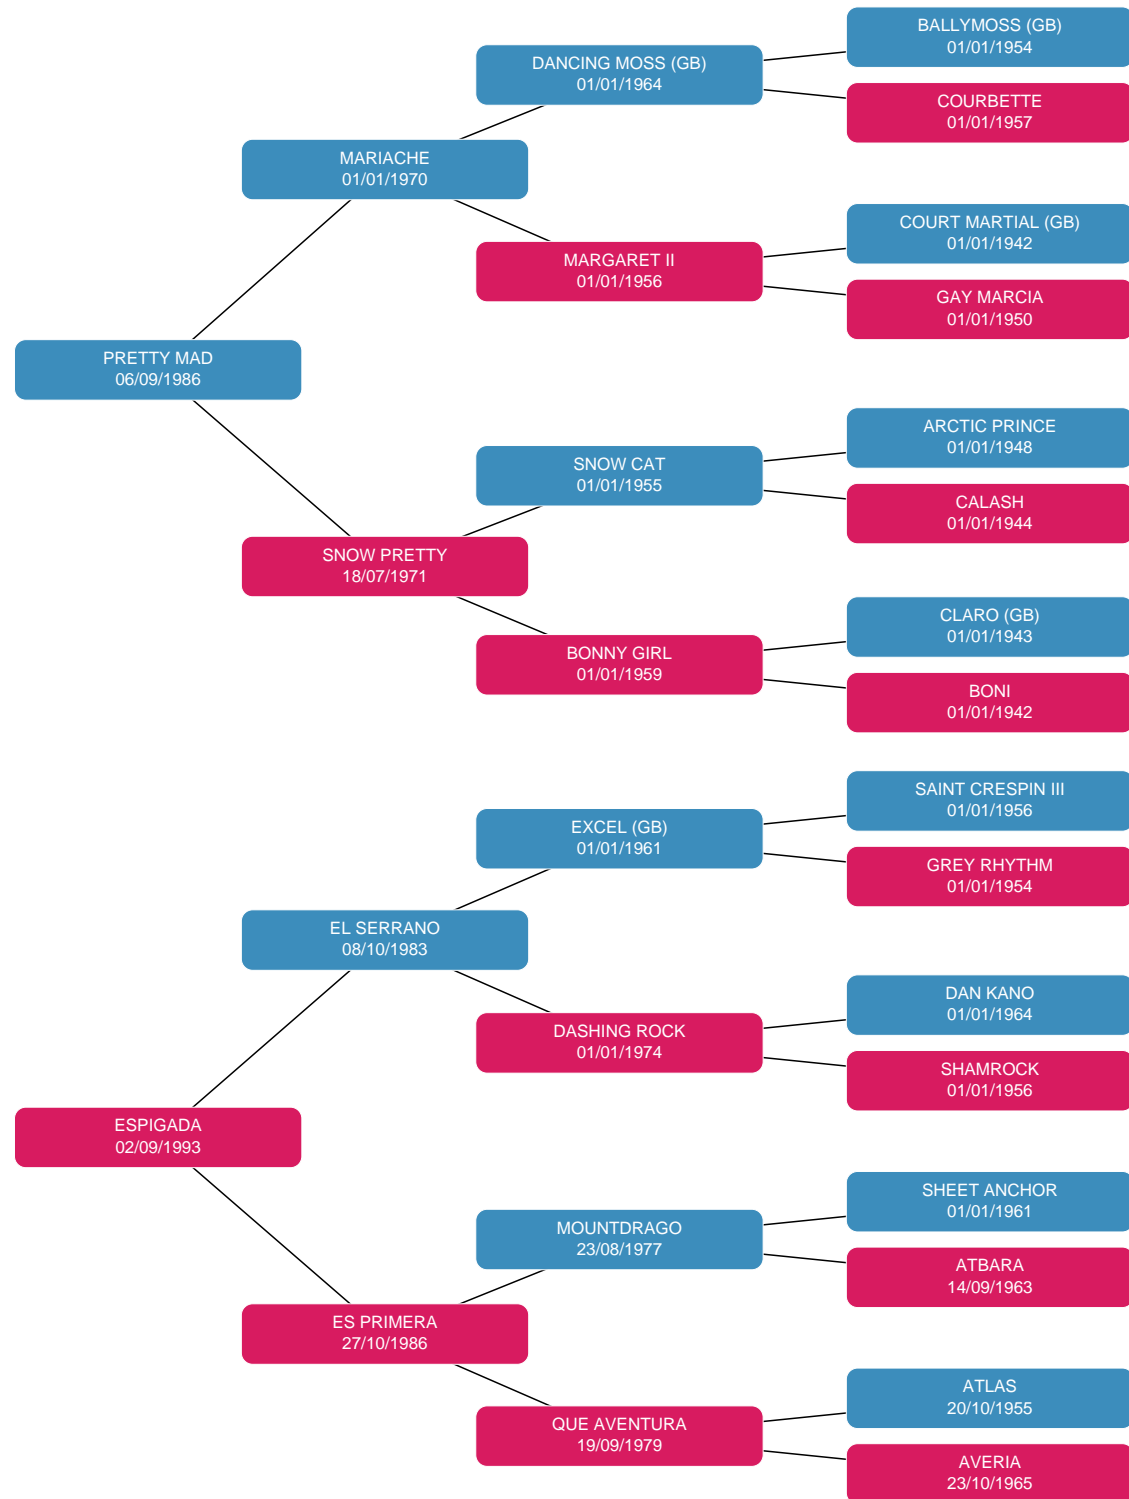 BALLYMOSS (GB)
01/01/1954
DANCING MOSS (GB)
01/01/1964
COURBETTE
01/01/1957
MARIACHE
01/01/1970
COURT MARTIAL (GB)
01/01/1942
MARGARET II
01/01/1956
GAY MARCIA
01/01/1950
PRETTY MAD
06/09/1986
ARCTIC PRINCE
01/01/1948
SNOW CAT
01/01/1955
CALASH
01/01/1944
SNOW PRETTY
18/07/1971
CLARO (GB)
01/01/1943
BONNY GIRL
01/01/1959
BONI
01/01/1942
SAINT CRESPIN III
01/01/1956
EXCEL (GB)
01/01/1961
GREY RHYTHM
01/01/1954
EL SERRANO
08/10/1983
DAN KANO
01/01/1964
DASHING ROCK
01/01/1974
SHAMROCK
01/01/1956
ESPIGADA
02/09/1993
SHEET ANCHOR
01/01/1961
MOUNTDRAGO
23/08/1977
ATBARA
14/09/1963
ES PRIMERA
27/10/1986
ATLAS
20/10/1955
QUE AVENTURA
19/09/1979
AVERIA
23/10/1965